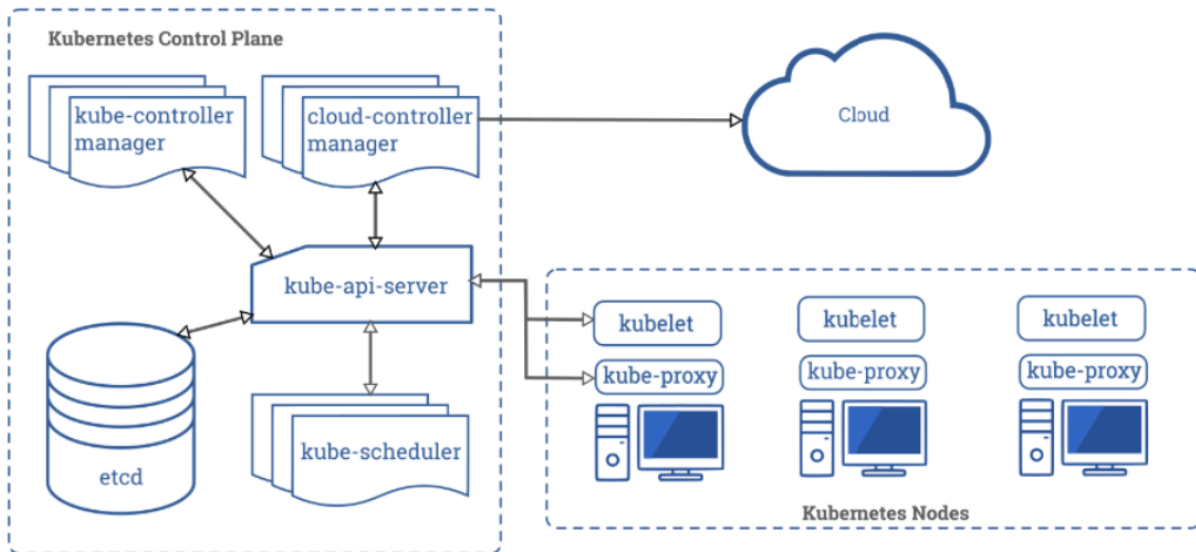 Kubernetes Control Plane
kube-controller
manager
cloud-controller
manager
Cloud
kube-api-server
kubelet
kubelet
kubelet
kube-proxy
kube-proxy
kube-proxy
etcd
kube-scheduler
Kubernetes Nodes